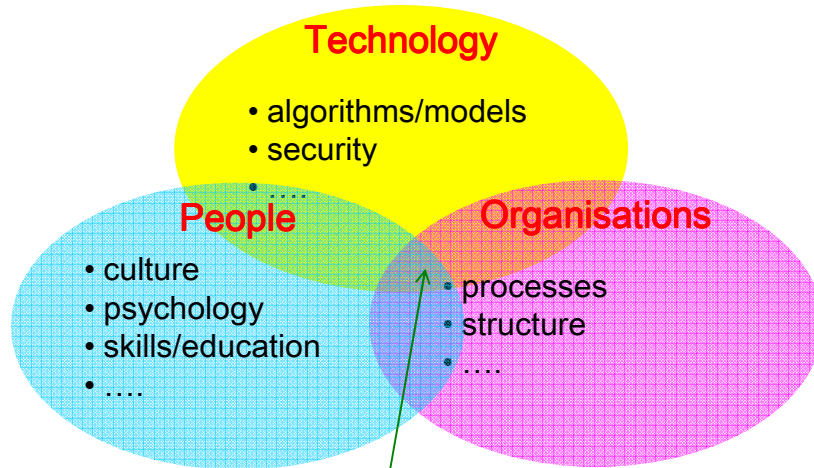 Technology
• algorithms/models
• security
• ....
People
• culture
• psychology
• skills/education
• ....
Organisations
• processes
• structure
• ....